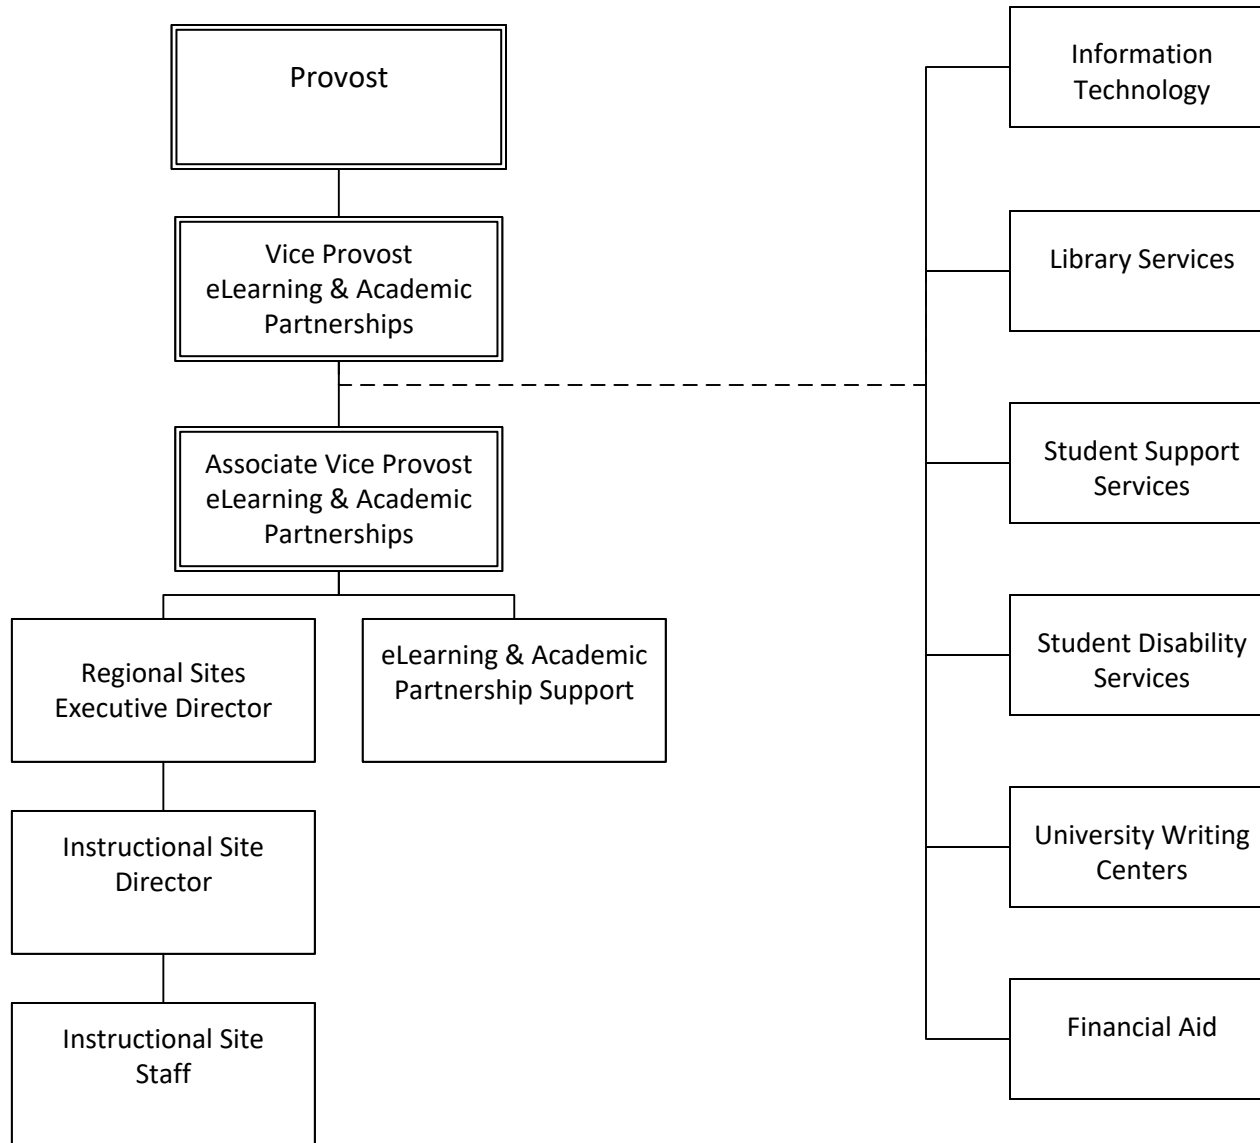 Provost
Vice Provost
eLearning & Academic
Partnerships
Associate Vice Provost
eLearning & Academic
Partnerships
Regional Sites
Executive Director
eLearning & Academic
Partnership Support
Instructional Site
Director
Instructional Site
Staff
Information
Technology
Library Services
Student Support
Services
Student Disability
Services
University Writing
Centers
Financial Aid